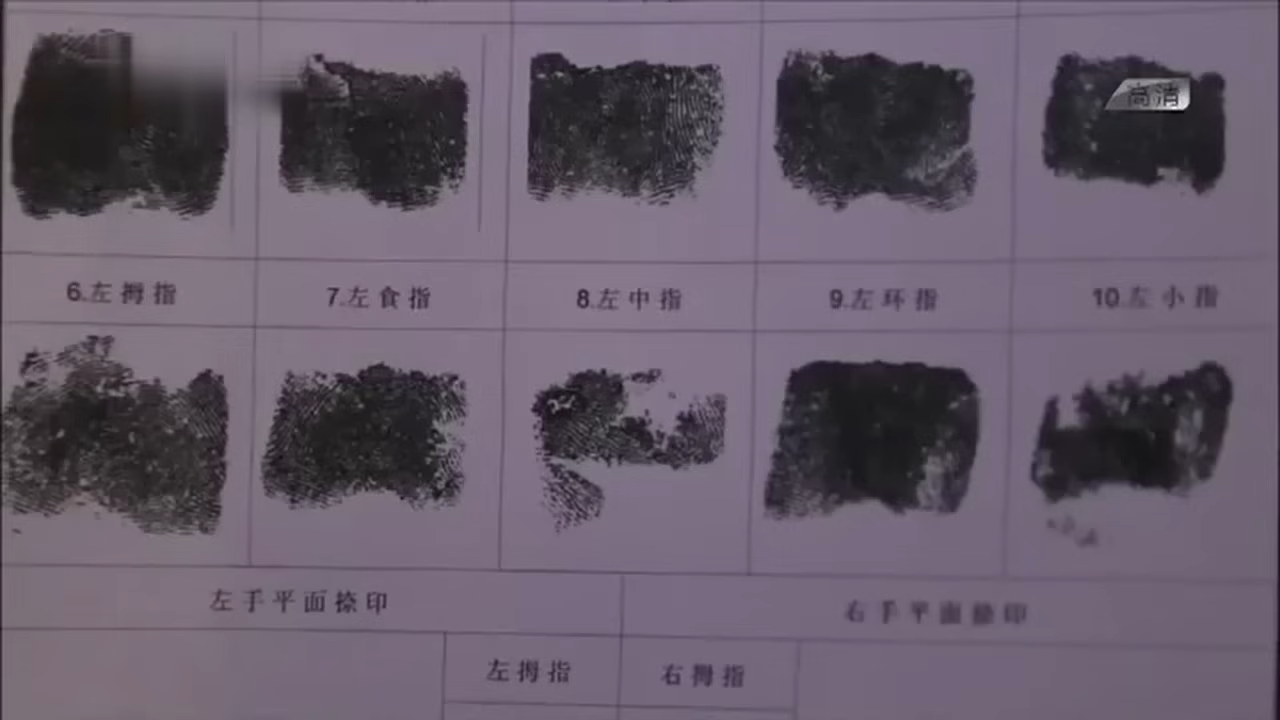 高清
6.左拇指 7.左食指 8.左中指 9.左环指 10.左小指
左手平面捺印 右手平面捺印
左拇指 右拇指